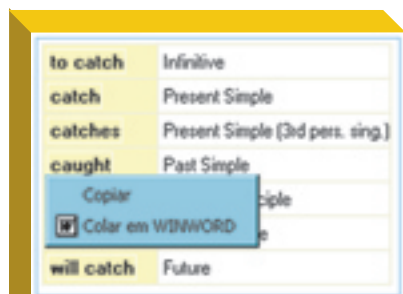 to catch Infinitive
catch Present Simple
catches Present Simple (3rd pers. sing.)
caught Past Simple
Copiar ciple
Colar em WINWORD e
will catch Future